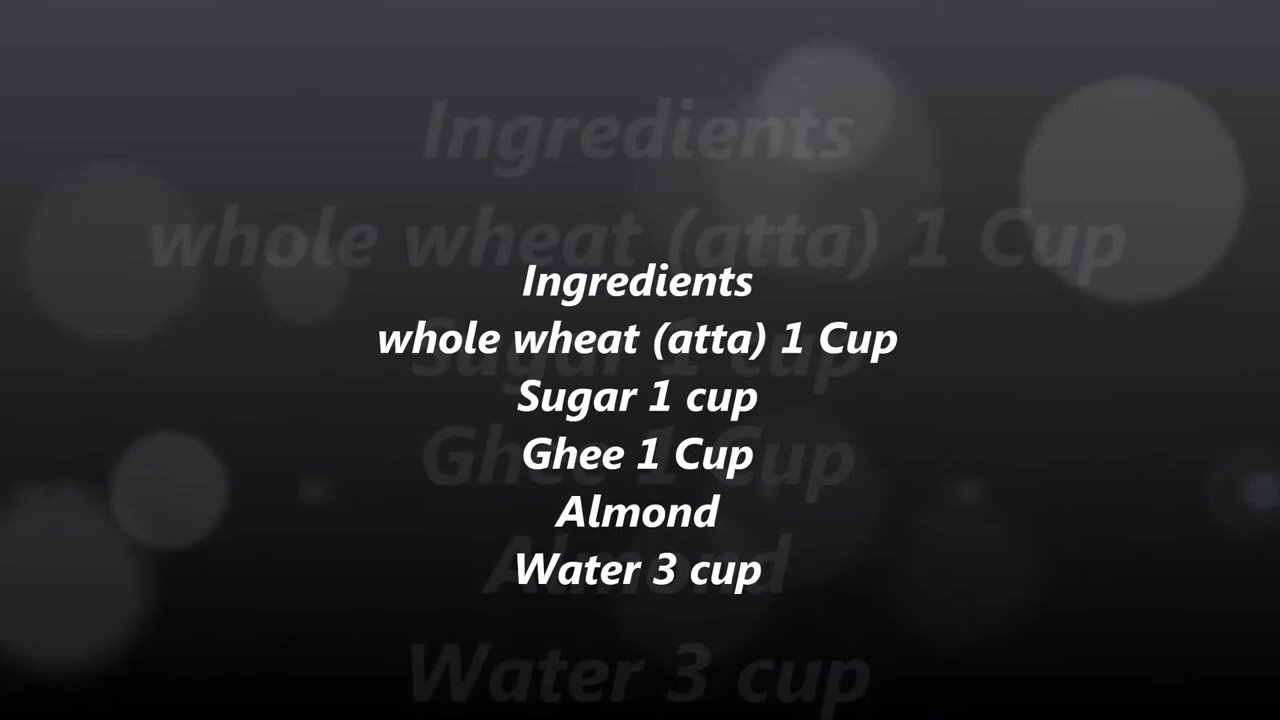 Ingredients
whole wheat (atta) 1 Cup
Sugar 1 cup
Ghee 1 Cup
Almond
Water 3 cup